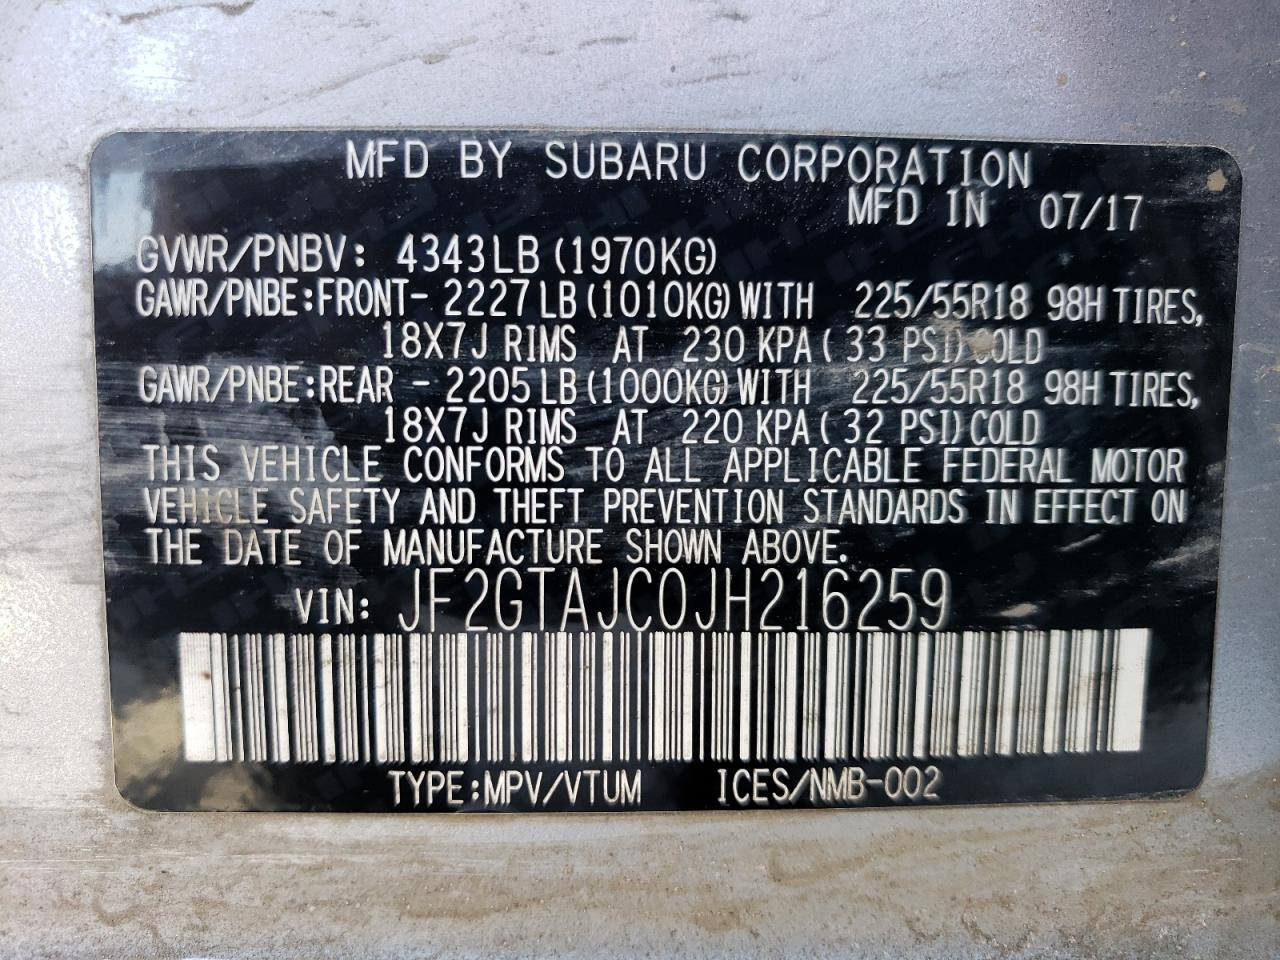 MFD BY SUBARU CORPORATION
MFD IN 07/17
GVWR/PNBV: 4343LB (1970KG)
GAWR/PNBE:FRONT- 2227LB (1010KG) WITH 225/55R18 98H TIRES,
18X7J RIMS AT 230 KPA ( 33 PSI) COLD
GAWR/PNBE:REAR - 2205LB (1000KG) WITH 225/55R18 98H TIRES,
18X7J RIMS AT 220 KPA ( 32 PSI) COLD
THIS VEHICLE CONFORMS TO ALL APPLICABLE FEDERAL MOTOR
VEHICLE SAFETY AND THEFT PREVENTION STANDARDS IN EFFECT ON
THE DATE OF MANUFACTURE SHOWN ABOVE.
VIN: JF2GTAJC0JH216259
TYPE:MPV/VTUM ICES/NMB-002